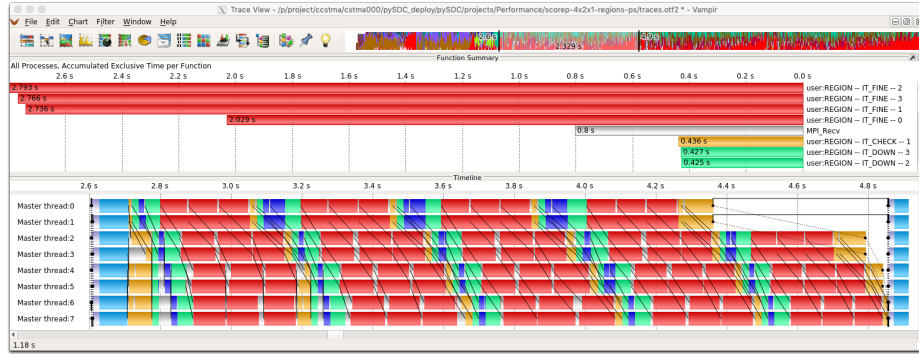 Trace View - /p/project/ccstma/cstma000/pySDC_deploy/pySDC/projects/Performance/scorep-4x2x1-regions-ps/traces.otf2 * - Vampir
File Edit Chart Filter Window Help
2.329 s
Function Summary
All Processes, Accumulated Exclusive Time per Function
2.6 s 2.4 s 2.2 s 2.0 s 1.8 s 1.6 s 1.4 s 1.2 s 1.0 s 0.8 s 0.6 s 0.4 s 0.2 s 0.0 s
2.793 s user:REGION -- IT_FINE -- 2
2.766 s user:REGION -- IT_FINE -- 3
2.736 s user:REGION -- IT_FINE -- 1
2.029 s user:REGION -- IT_FINE -- 0
0.8 s MPI_Recv
0.436 s user:REGION -- IT_CHECK -- 1
0.427 s user:REGION -- IT_DOWN -- 3
0.425 s user:REGION -- IT_DOWN -- 2
Timeline
2.6 s 2.8 s 3.0 s 3.2 s 3.4 s 3.6 s 3.8 s 4.0 s 4.2 s 4.4 s 4.6 s 4.8 s
Master thread:0
Master thread:1
Master thread:2
Master thread:3
Master thread:4
Master thread:5
Master thread:6
Master thread:7
1.18 s